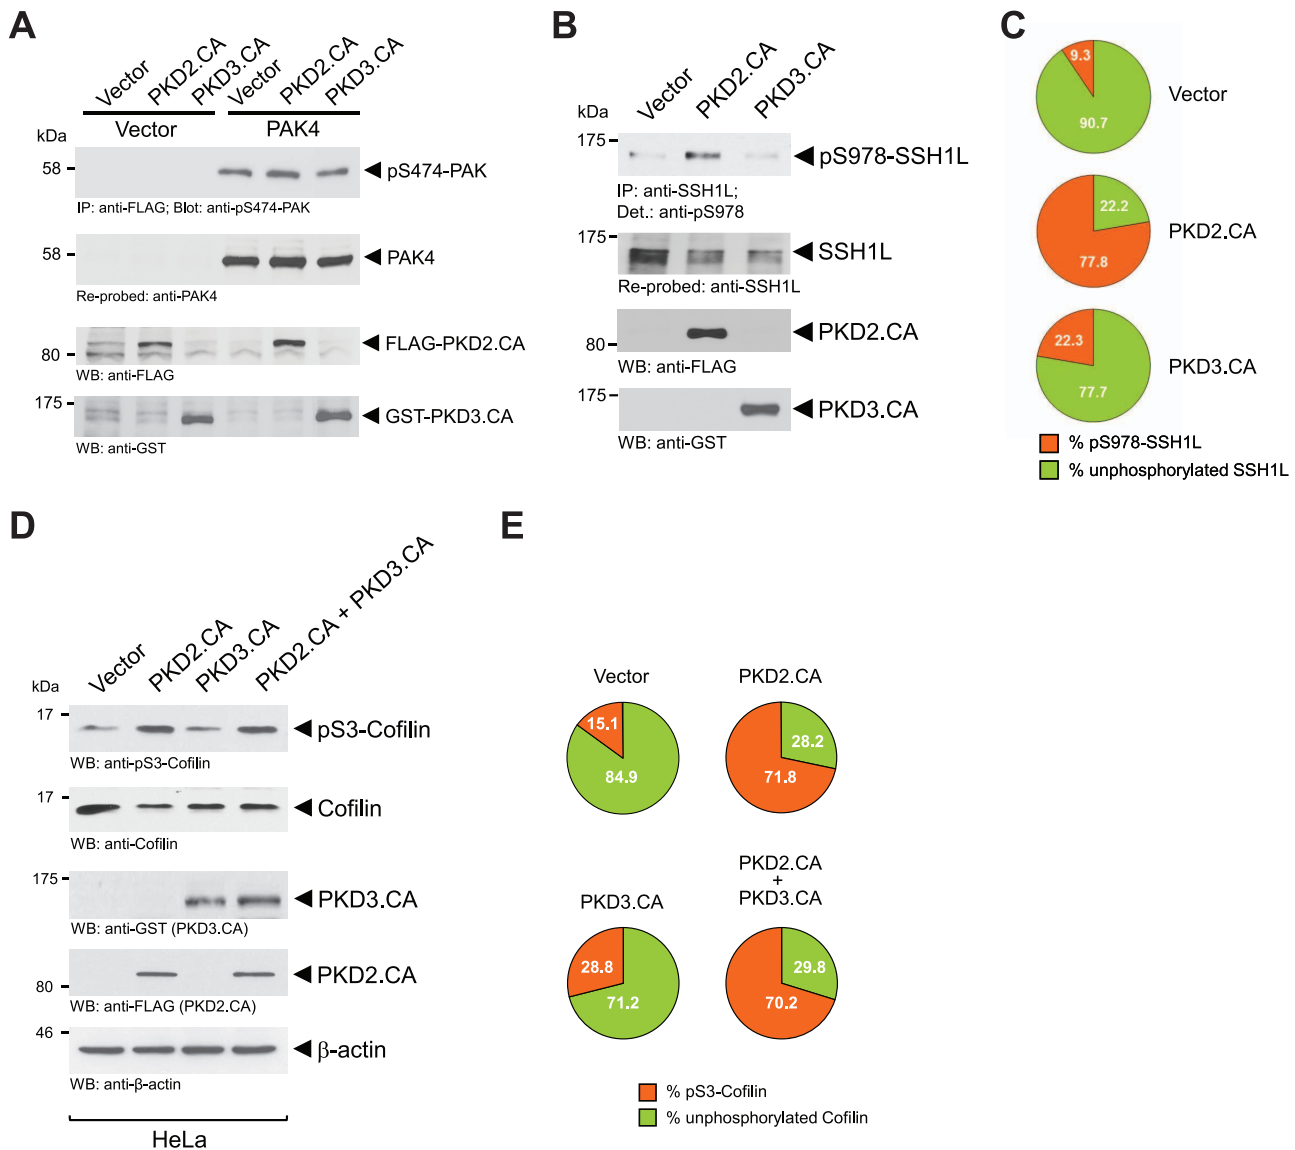 A
Vector
PKD2.CA
PKD3.CA
Vector
PKD2.CA
PKD3.CA
Vector
PAK4
kDa
58
pS474-PAK
IP: anti-FLAG; Blot: anti-pS474-PAK
58
PAK4
Re-probed: anti-PAK4
80
FLAG-PKD2.CA
WB: anti-FLAG
175
GST-PKD3.CA
WB: anti-GST
B
Vector
PKD2.CA
PKD3.CA
kDa
175
pS978-SSH1L
IP: anti-SSH1L;
Det.: anti-pS978
175
SSH1L
Re-probed: anti-SSH1L
80
PKD2.CA
WB: anti-FLAG
175
PKD3.CA
WB: anti-GST
C
9.3
90.7
Vector
22.2
77.8
PKD2.CA
22.3
77.7
PKD3.CA
% pS978-SSH1L
% unphosphorylated SSH1L
D
Vector
PKD2.CA
PKD3.CA
PKD2.CA + PKD3.CA
kDa
17
pS3-Cofilin
WB: anti-pS3-Cofilin
17
Cofilin
WB: anti-Cofilin
175
PKD3.CA
WB: anti-GST (PKD3.CA)
80
PKD2.CA
WB: anti-FLAG (PKD2.CA)
46
β-actin
WB: anti-β-actin
HeLa
E
Vector
15.1
84.9
PKD2.CA
28.2
71.8
PKD3.CA
28.8
71.2
PKD2.CA
+
PKD3.CA
29.8
70.2
% pS3-Cofilin
% unphosphorylated Cofilin